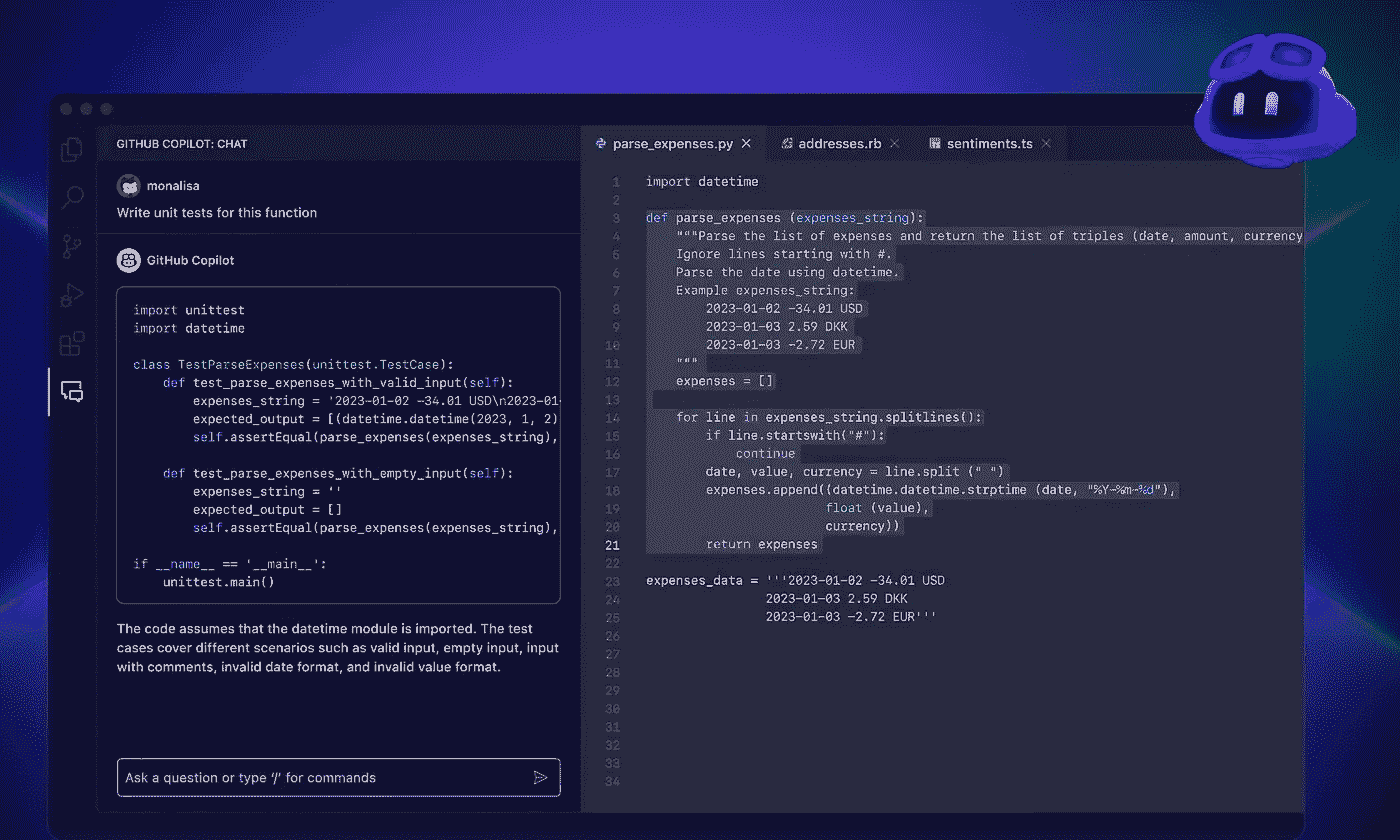 GITHUB COPILOT: CHAT
monalisa
Write unit tests for this function
GitHub Copilot
import unittest
import datetime
class TestParseExpenses(unittest.TestCase):
def test_parse_expenses_with_valid_input(self):
expenses_string = '2023-01-02 -34.01 USD\n2023-01-
expected_output = [(datetime.datetime(2023, 1, 2)
self.assertEqual(parse_expenses(expenses_string),
def test_parse_expenses_with_empty_input(self):
expenses_string = ''
expected_output = []
self.assertEqual(parse_expenses(expenses_string),
if __name__ == '__main__':
unittest.main()
The code assumes that the datetime module is imported. The test
cases cover different scenarios such as valid input, empty input, input
with comments, invalid date format, and invalid value format.
Ask a question or type '/' for commands
parse_expenses.py
addresses.rb
sentiments.ts
1 import datetime
2
3 def parse_expenses (expenses_string):
4 """Parse the list of expenses and return the list of triples (date, amount, currency
5 Ignore lines starting with #.
6 Parse the date using datetime.
7 Example expenses_string:
8 2023-01-02 -34.01 USD
9 2023-01-03 2.59 DKK
10 2023-01-03 -2.72 EUR
11 """
12 expenses = []
13
14 for line in expenses_string.splitlines():
15 if line.startswith("#"):
16 continue
17 date, value, currency = line.split (" ")
18 expenses.append((datetime.datetime.strptime (date, "%Y-%m-%d"),
19 float (value),
20 currency))
21 return expenses
22
23 expenses_data = '''2023-01-02 -34.01 USD
24 2023-01-03 2.59 DKK
25 2023-01-03 -2.72 EUR'''
26
27
28
29
30
31
32
33
34